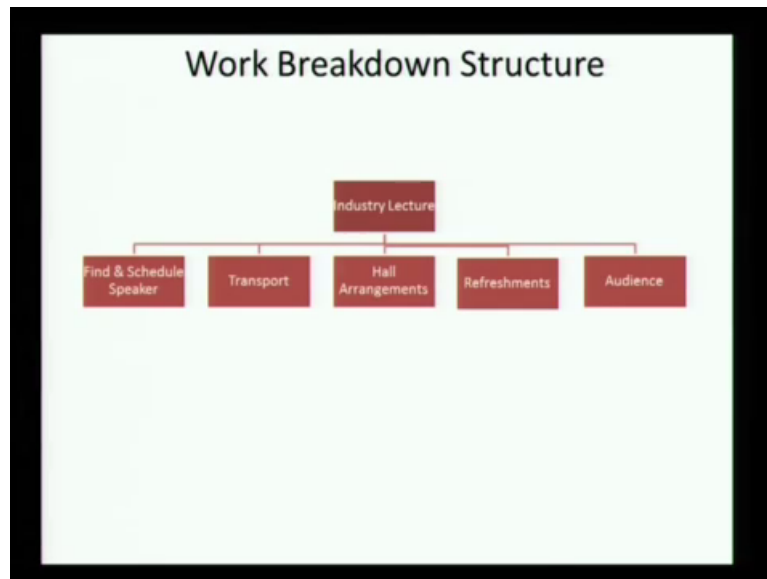 Work Breakdown Structure
Industry Lecture
Find & Schedule
Speaker
Transport
Hall
Arrangements
Refreshments
Audience